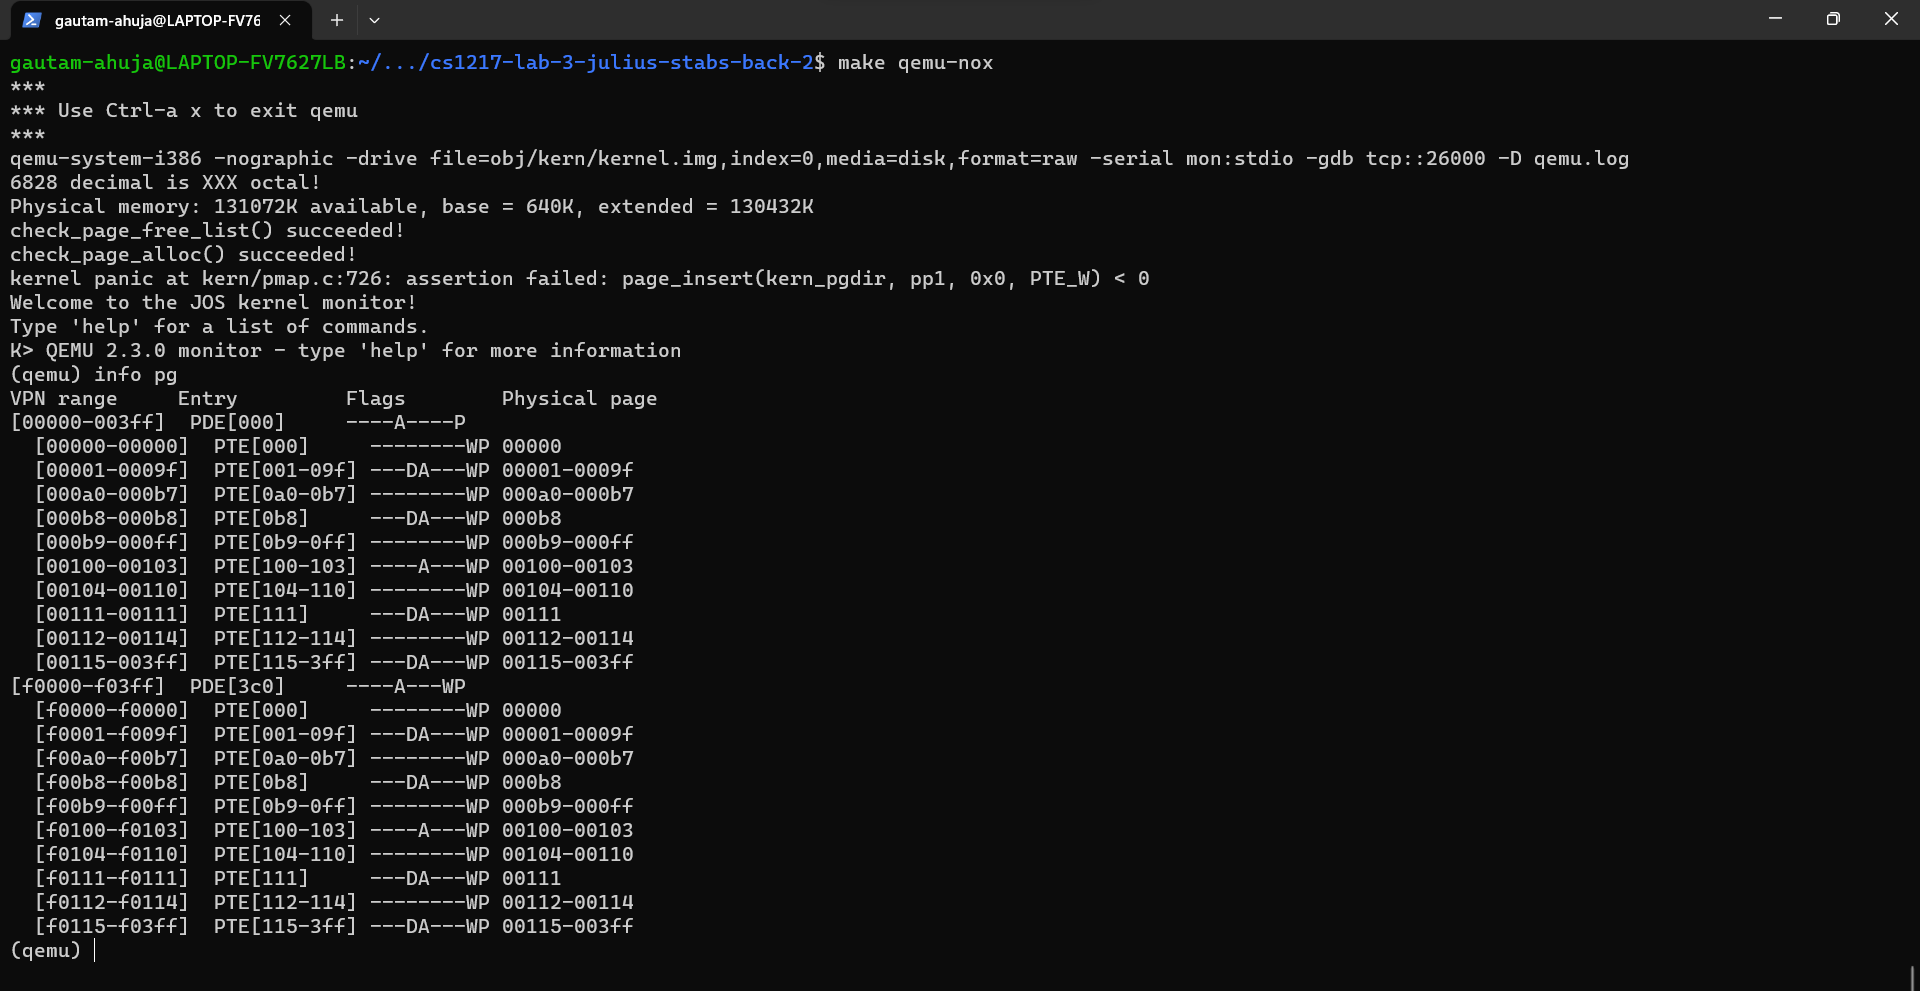 gautam-ahuja@LAPTOP-FV76
gautam-ahuja@LAPTOP-FV7627LB:~/.../cs1217-lab-3-julius-stabs-back-2$ make qemu-nox
***
*** Use Ctrl-a x to exit qemu
***
qemu-system-i386 -nographic -drive file=obj/kern/kernel.img,index=0,media=disk,format=raw -serial mon:stdio -gdb tcp::26000 -D qemu.log
6828 decimal is XXX octal!
Physical memory: 131072K available, base = 640K, extended = 130432K
check_page_free_list() succeeded!
check_page_alloc() succeeded!
kernel panic at kern/pmap.c:726: assertion failed: page_insert(kern_pgdir, pp1, 0x0, PTE_W) < 0
Welcome to the JOS kernel monitor!
Type 'help' for a list of commands.
K> QEMU 2.3.0 monitor - type 'help' for more information
(qemu) info pg
VPN range     Entry         Flags        Physical page
[00000-003ff]  PDE[000]     ----A----P
  [00000-00000]  PTE[000]     --------WP 00000
  [00001-0009f]  PTE[001-09f] ---DA---WP 00001-0009f
  [000a0-000b7]  PTE[0a0-0b7] --------WP 000a0-000b7
  [000b8-000b8]  PTE[0b8]     ---DA---WP 000b8
  [000b9-000ff]  PTE[0b9-0ff] --------WP 000b9-000ff
  [00100-00103]  PTE[100-103] ----A---WP 00100-00103
  [00104-00110]  PTE[104-110] --------WP 00104-00110
  [00111-00111]  PTE[111]     ---DA---WP 00111
  [00112-00114]  PTE[112-114] --------WP 00112-00114
  [00115-003ff]  PTE[115-3ff] ---DA---WP 00115-003ff
[f0000-f03ff]  PDE[3c0]     ----A---WP
  [f0000-f0000]  PTE[000]     --------WP 00000
  [f0001-f009f]  PTE[001-09f] ---DA---WP 00001-0009f
  [f00a0-f00b7]  PTE[0a0-0b7] --------WP 000a0-000b7
  [f00b8-f00b8]  PTE[0b8]     ---DA---WP 000b8
  [f00b9-f00ff]  PTE[0b9-0ff] --------WP 000b9-000ff
  [f0100-f0103]  PTE[100-103] ----A---WP 00100-00103
  [f0104-f0110]  PTE[104-110] --------WP 00104-00110
  [f0111-f0111]  PTE[111]     ---DA---WP 00111
  [f0112-f0114]  PTE[112-114] --------WP 00112-00114
  [f0115-f03ff]  PTE[115-3ff] ---DA---WP 00115-003ff
(qemu)